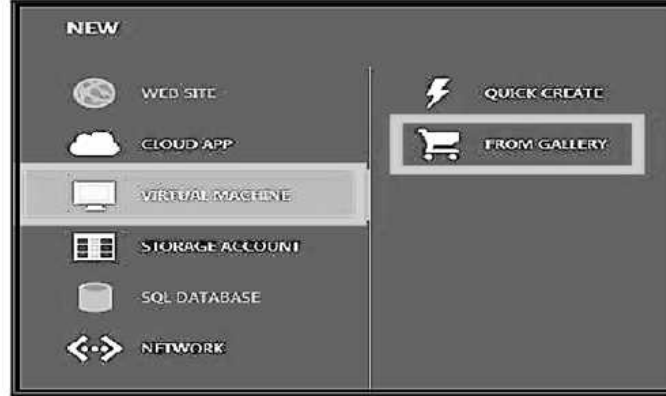 NEW
WEB SITE
CLOUD APP
VIRTUAL MACHINE
STORAGE ACCOUNT
SQL DATABASE
NETWORK
QUICK CREATE
FROM GALLERY